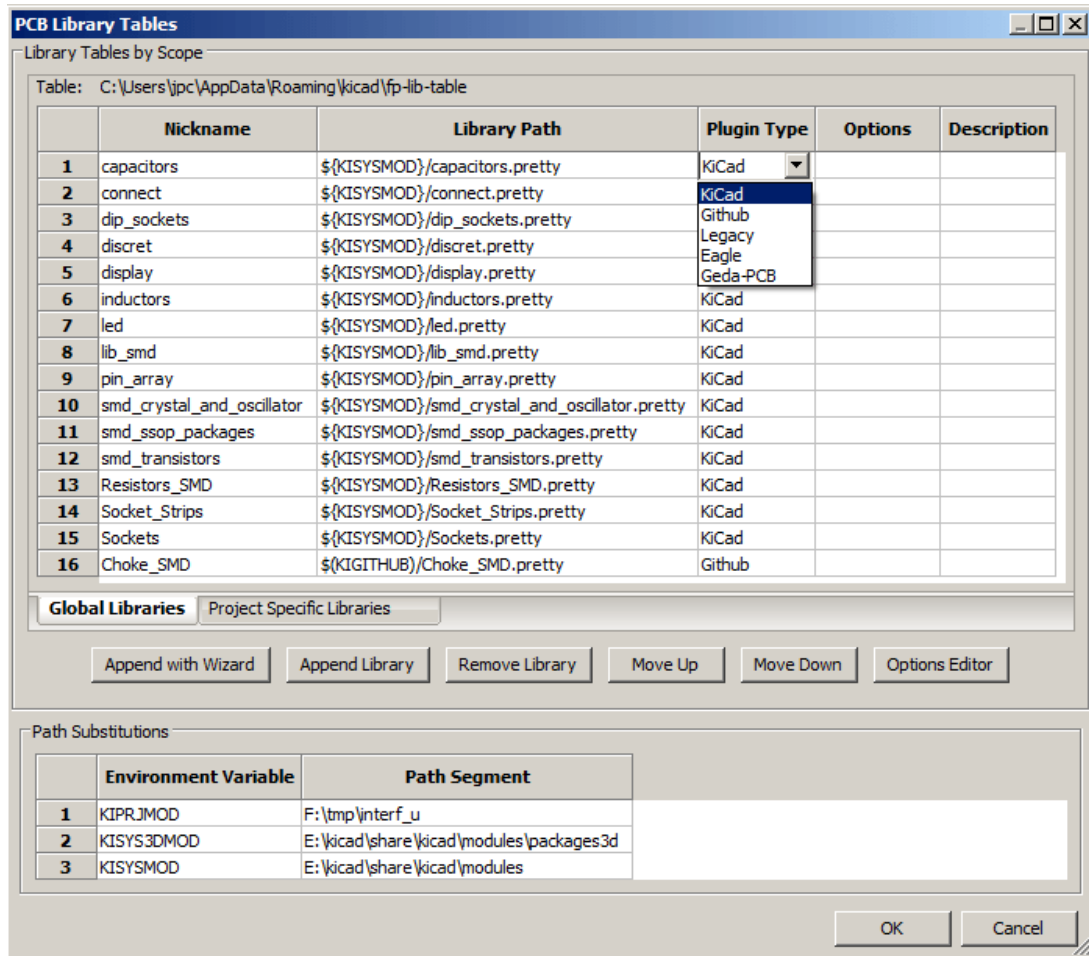 PCB Library Tables
Library Tables by Scope
Table: C:\Users\jpc\AppData\Roaming\kicad\fp-lib-table
Nickname Library Path Plugin Type Options Description
1 capacitors ${KISYSMOD}/capacitors.pretty KiCad
2 connect ${KISYSMOD}/connect.pretty KiCad
3 dip_sockets ${KISYSMOD}/dip_sockets.pretty Github
4 discret ${KISYSMOD}/discret.pretty Legacy
5 display ${KISYSMOD}/display.pretty Eagle
Geda-PCB
6 inductors ${KISYSMOD}/inductors.pretty KiCad
7 led ${KISYSMOD}/led.pretty KiCad
8 lib_smd ${KISYSMOD}/lib_smd.pretty KiCad
9 pin_array ${KISYSMOD}/pin_array.pretty KiCad
10 smd_crystal_and_oscillator ${KISYSMOD}/smd_crystal_and_oscillator.pretty KiCad
11 smd_ssop_packages ${KISYSMOD}/smd_ssop_packages.pretty KiCad
12 smd_transistors ${KISYSMOD}/smd_transistors.pretty KiCad
13 Resistors_SMD ${KISYSMOD}/Resistors_SMD.pretty KiCad
14 Socket_Strips ${KISYSMOD}/Socket_Strips.pretty KiCad
15 Sockets ${KISYSMOD}/Sockets.pretty KiCad
16 Choke_SMD $(KIGITHUB)/Choke_SMD.pretty Github
Global Libraries Project Specific Libraries
Append with Wizard Append Library Remove Library Move Up Move Down Options Editor
Path Substitutions
Environment Variable Path Segment
1 KIPRJMOD F:\tmp\interf_u
2 KISYS3DMOD E:\kicad\share\kicad\modules\packages3d
3 KISYSMOD E:\kicad\share\kicad\modules
OK Cancel